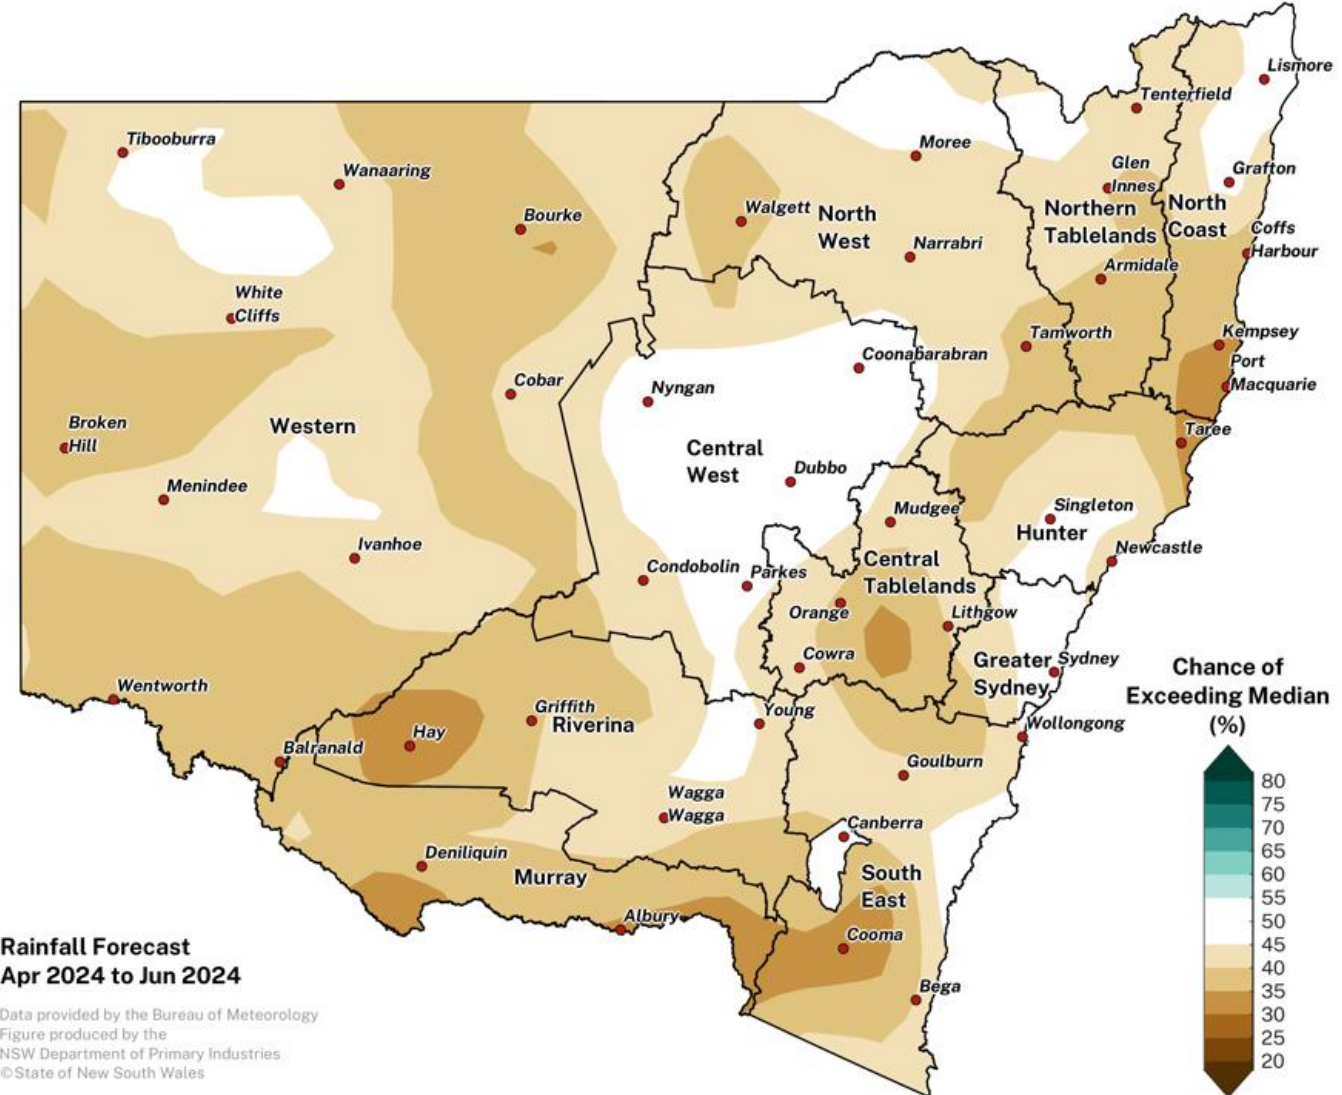 Lismore
Tenterfield
Tibooburra
Moree
Wanaaring
Glen
Innes
Grafton
Walgett
North
West
Northern
Tablelands
North
Coast
Bourke
Coffs
Harbour
Narrabri
Armidale
White
Cliffs
Tamworth
Kempsey
Coonabarabran
Port
Macquarie
Cobar
Nyngan
Broken
Hill
Western
Taree
Central
West
Dubbo
Menindee
Mudgee
Singleton
Hunter
Ivanhoe
Newcastle
Condobolin
Parkes
Central
Tablelands
Orange
Lithgow
Cowra
Greater
Sydney
Sydney
Wentworth
Griffith
Riverina
Young
Wollongong
Hay
Balranald
Goulburn
Wagga
Wagga
Canberra
Deniliquin
Murray
South
East
Albury
Cooma
Bega
Chance of
Exceeding Median
(%)
80
75
70
65
60
55
50
45
40
35
30
25
20
Rainfall Forecast
Apr 2024 to Jun 2024
Data provided by the Bureau of Meteorology
Figure produced by the
NSW Department of Primary Industries
©State of New South Wales